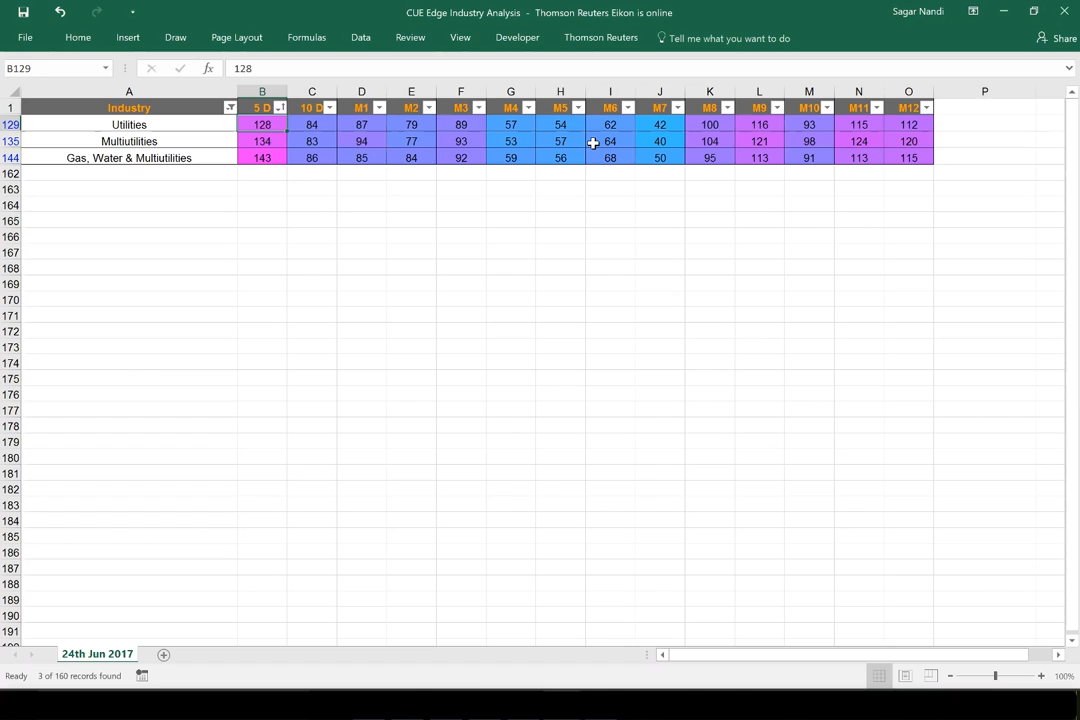 CUE Edge Industry Analysis - Thomson Reuters Eikon is online
Sagar Nandi
File Home Insert Draw Page Layout Formulas Data Review View Developer Thomson Reuters Tell me what you want to do Share
B129 fx 128
A B C D E F G H I J K L M N O P
1 Industry 5 D 10 D M1 M2 M3 M4 M5 M6 M7 M8 M9 M10 M11 M12
129 Utilities 128 84 87 79 89 57 54 62 42 100 116 93 115 112
135 Multiutilities 134 83 94 77 93 53 57 64 40 104 121 98 124 120
144 Gas, Water & Multiutilities 143 86 85 84 92 59 56 68 50 95 113 91 113 115
162
163
164
165
166
167
168
169
170
171
172
173
174
175
176
177
178
179
180
181
182
183
184
185
186
187
188
189
190
191
24th Jun 2017
Ready 3 of 160 records found 100%